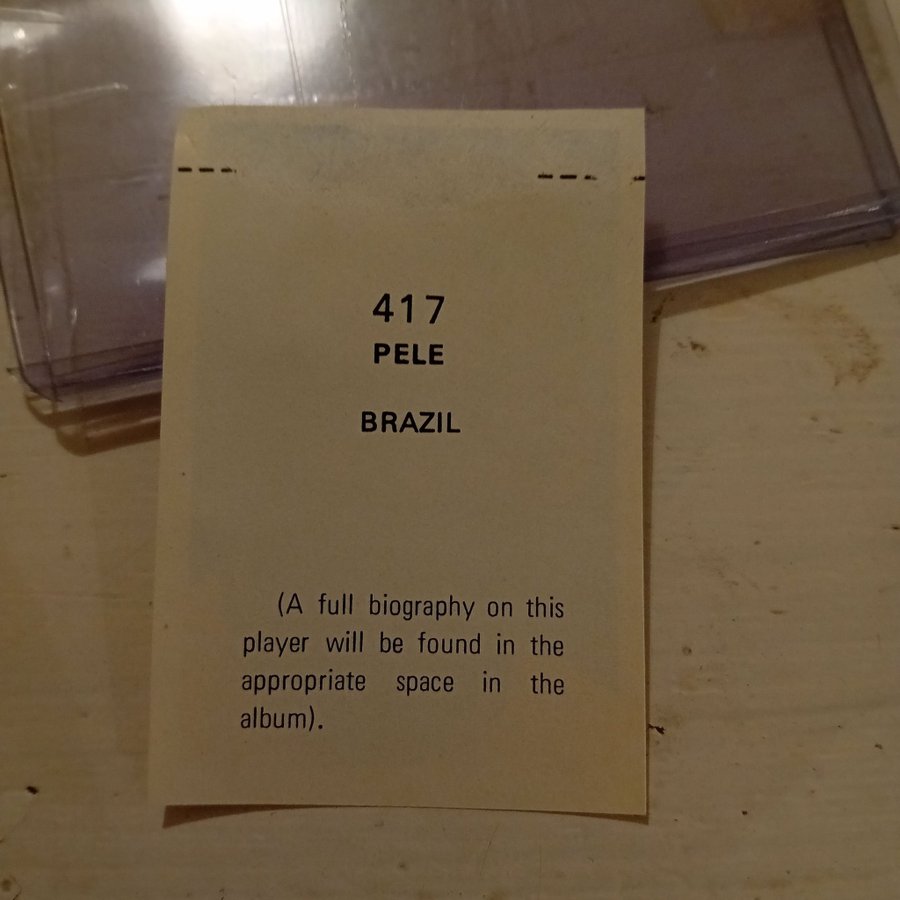 417
PELE
BRAZIL
(A full biography on this
player will be found in the
appropriate space in the
album).